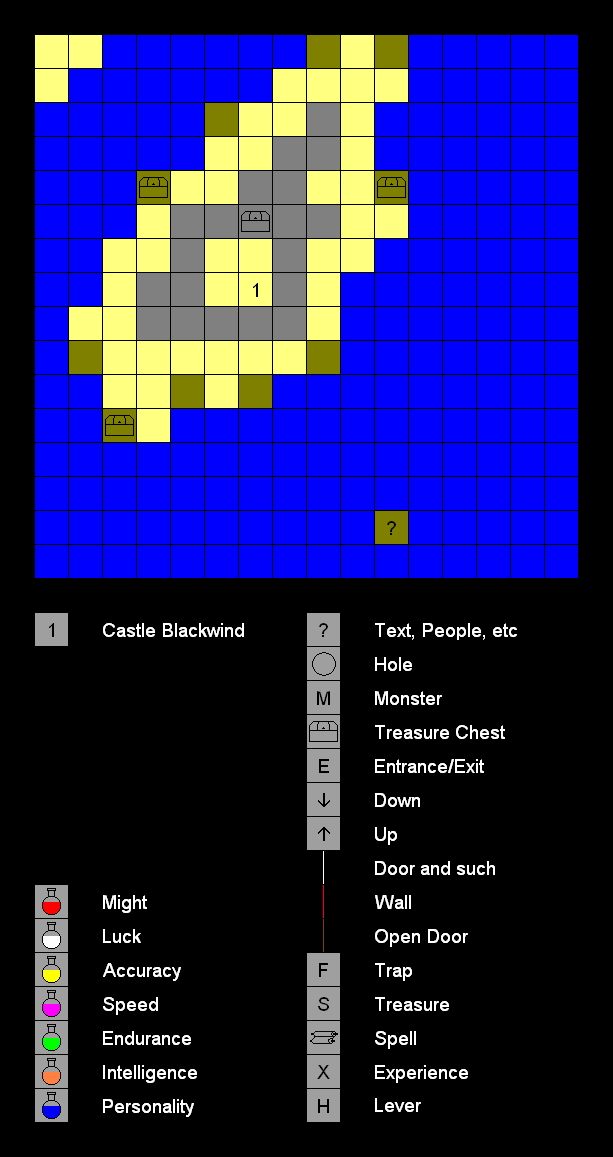 1
?
1 Castle Blackwind
? Text, People, etc
Hole
M Monster
Treasure Chest
E Entrance/Exit
↓ Down
↑ Up
Door and such
Might
Wall
Luck
Open Door
Accuracy
F Trap
Speed
S Treasure
Endurance
Spell
Intelligence
X Experience
Personality
H Lever